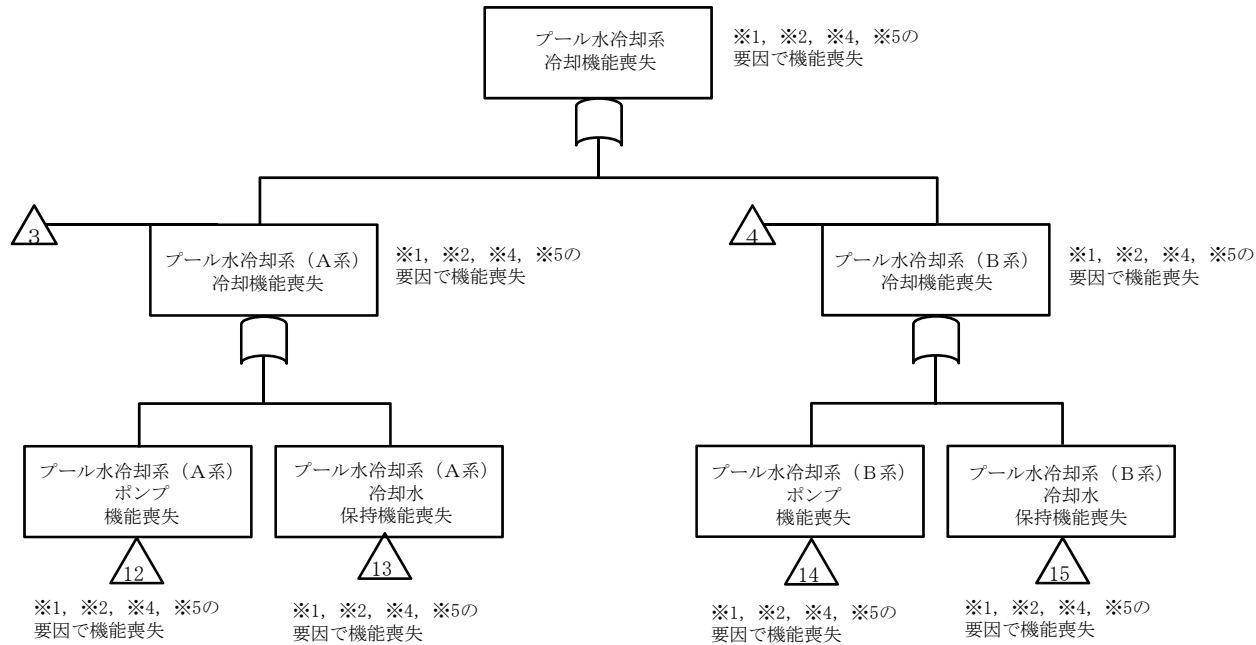 プール水冷却系
冷却機能喪失
※1, ※2, ※4, ※5の
要因で機能喪失
3
プール水冷却系（A系）
冷却機能喪失
※1, ※2, ※4, ※5の
要因で機能喪失
4
プール水冷却系（B系）
冷却機能喪失
※1, ※2, ※4, ※5の
要因で機能喪失
プール水冷却系（A系）
ポンプ
機能喪失
12
※1, ※2, ※4, ※5の
要因で機能喪失
プール水冷却系（A系）
冷却水
保持機能喪失
13
※1, ※2, ※4, ※5の
要因で機能喪失
プール水冷却系（B系）
ポンプ
機能喪失
14
※1, ※2, ※4, ※5の
要因で機能喪失
プール水冷却系（B系）
冷却水
保持機能喪失
15
※1, ※2, ※4, ※5の
要因で機能喪失